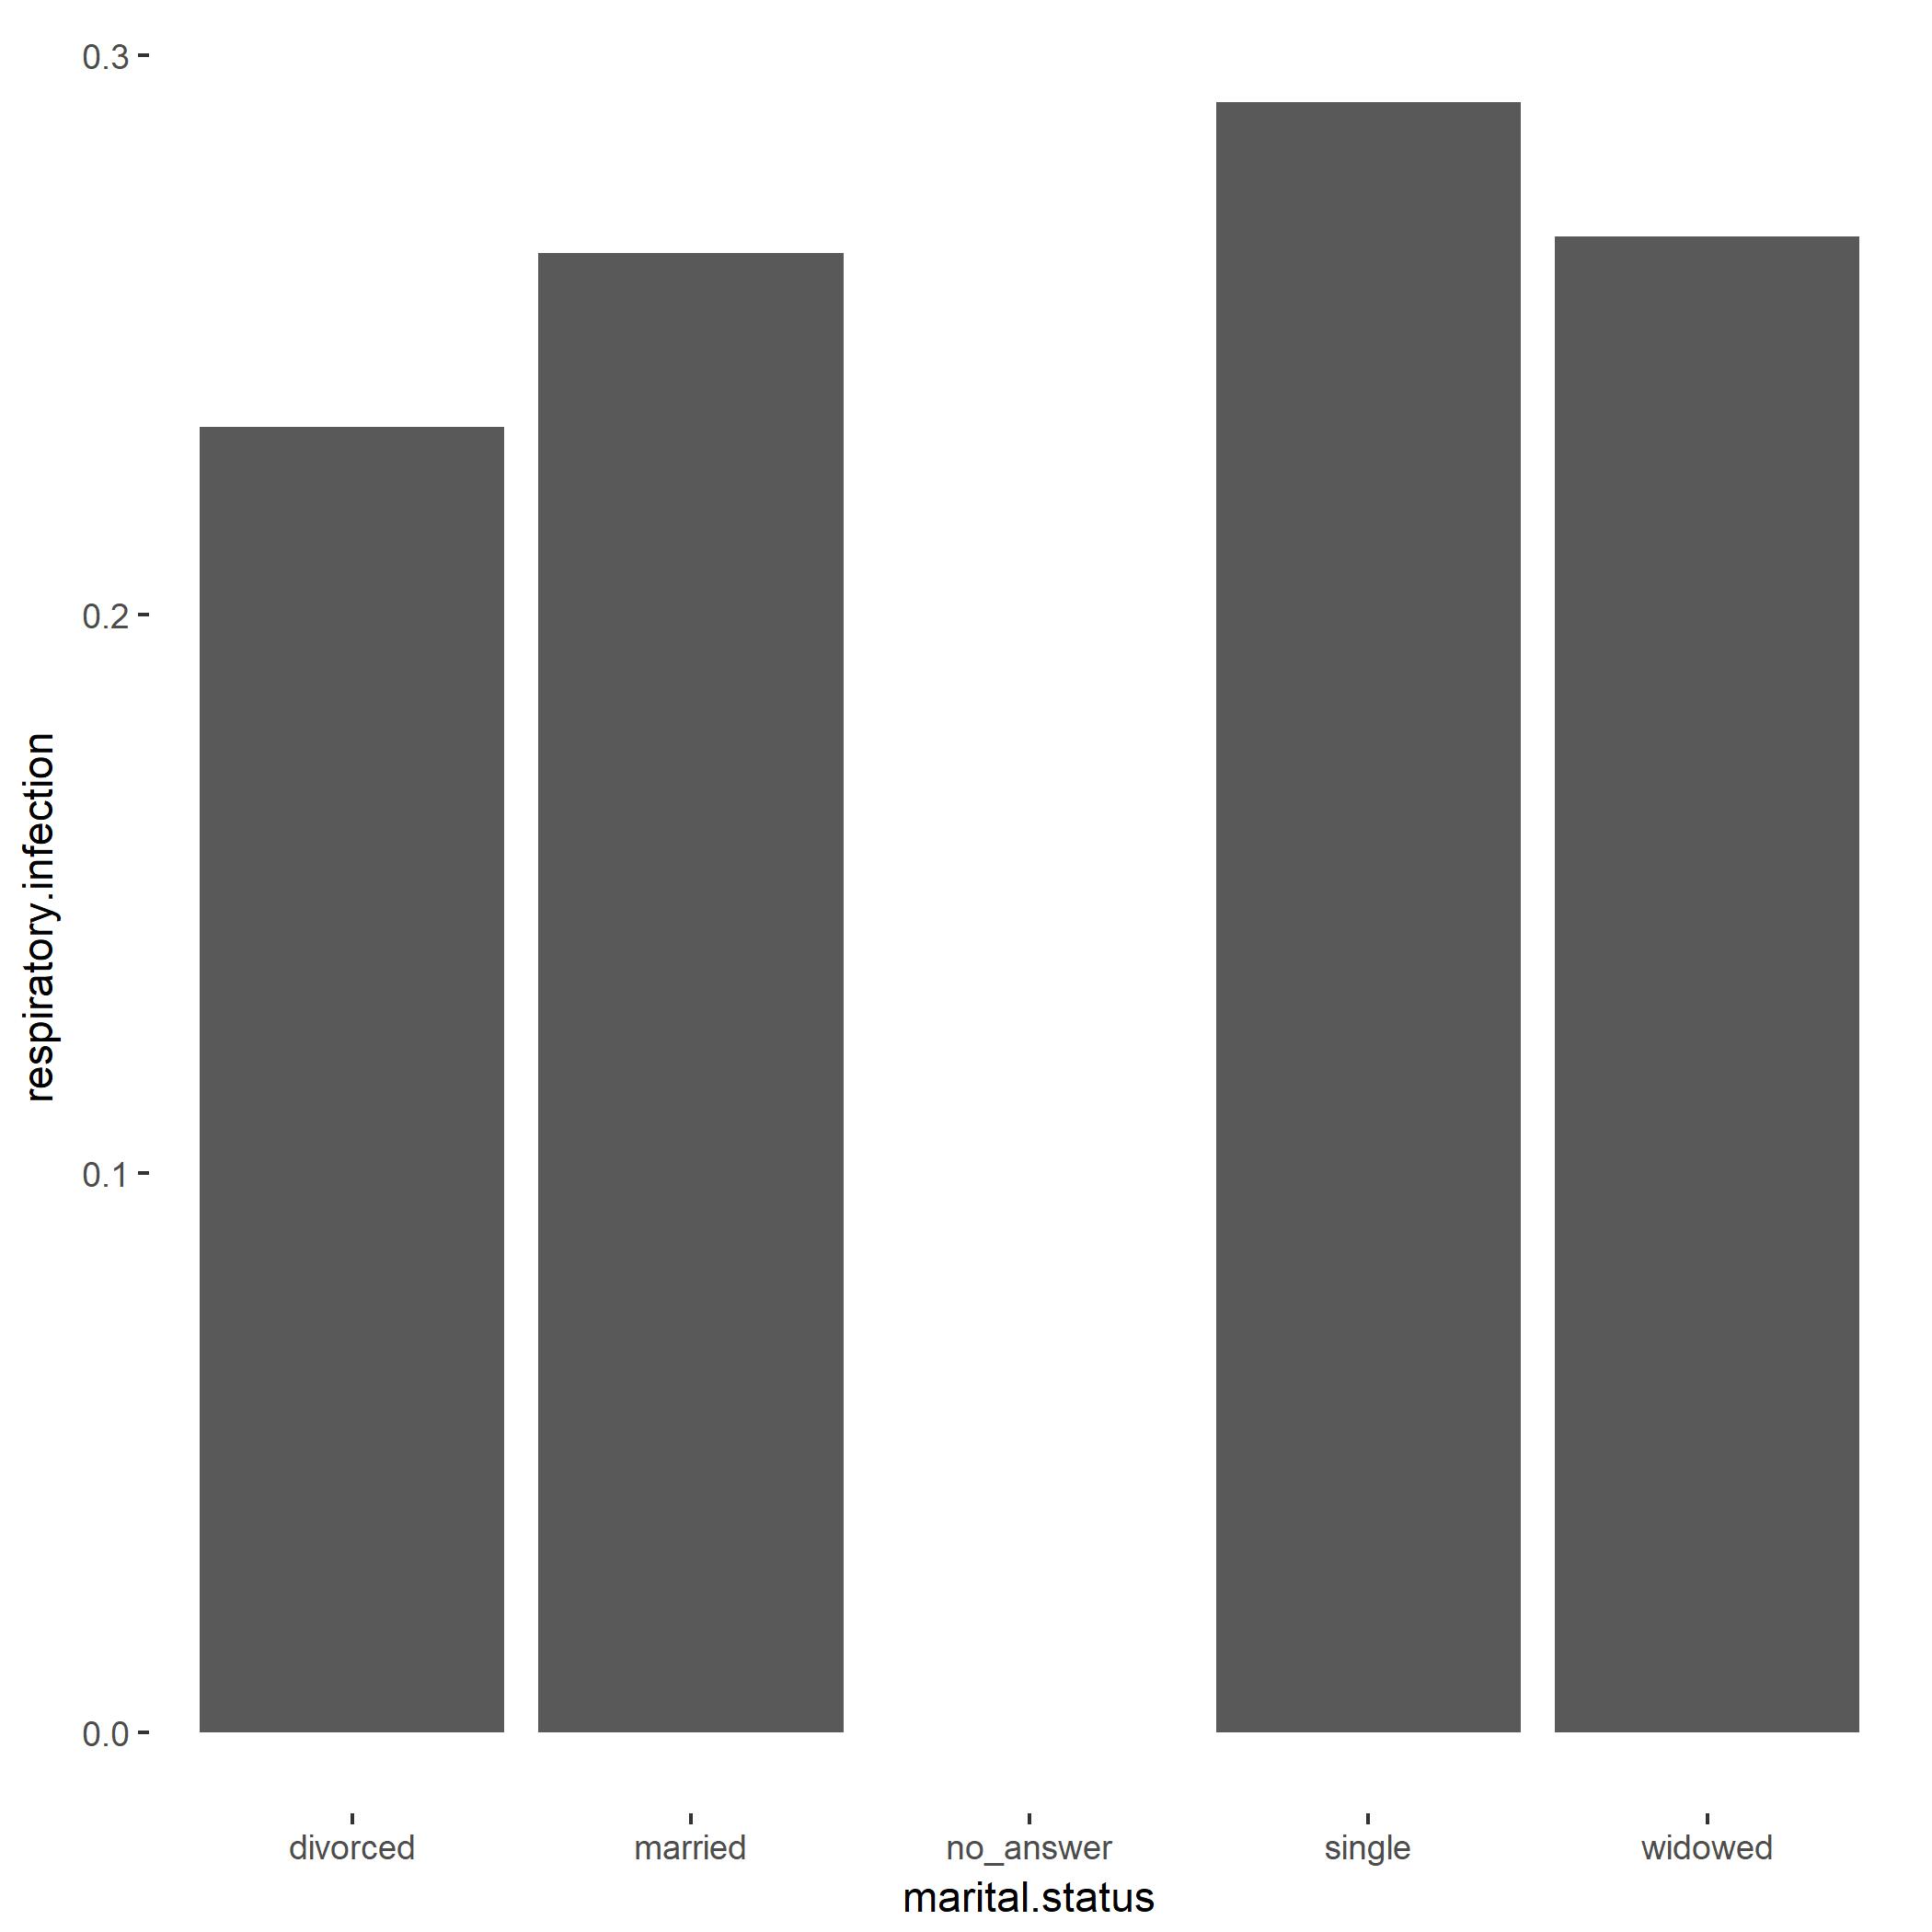 0.3
0.2
0.1
0.0
respiratory.infection
divorced married no_answer single widowed
marital.status